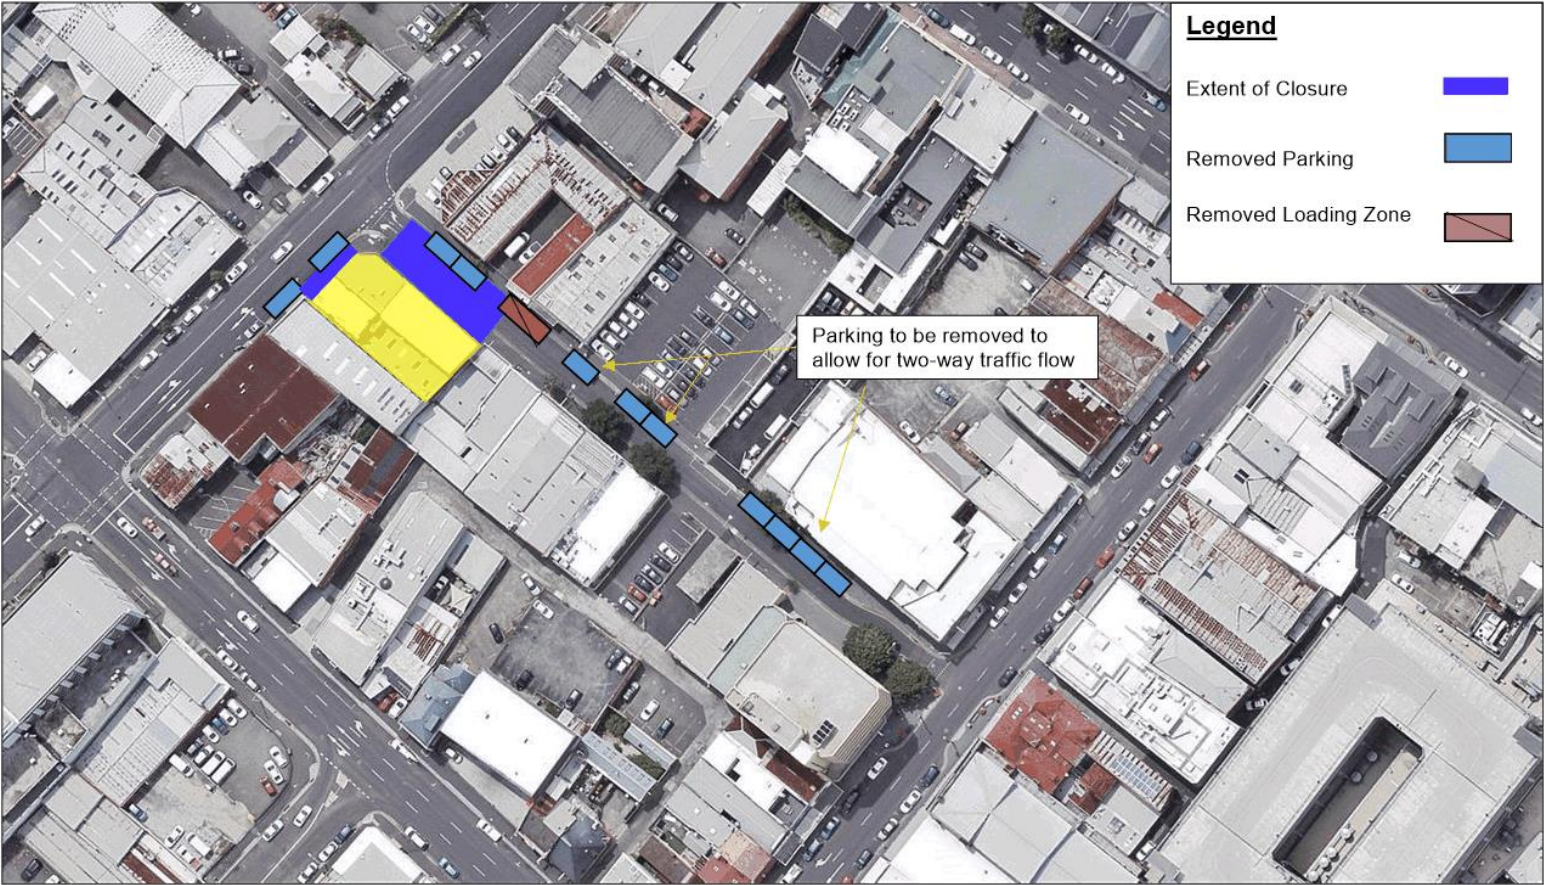 Legend
Extent of Closure
Removed Parking
Removed Loading Zone
Parking to be removed to
allow for two-way traffic flow